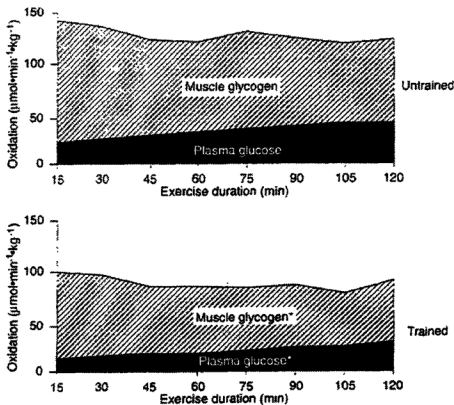 150
100
50
0
Oxidation (µmol•min⁻¹•kg⁻¹)
Muscle glycogen
Plasma glucose
Untrained
15 30 45 60 75 90 105 120
Exercise duration (min)
150
100
50
0
Oxidation (µmol•min⁻¹•kg⁻¹)
Muscle glycogen*
Plasma glucose*
Trained
15 30 45 60 75 90 105 120
Exercise duration (min)